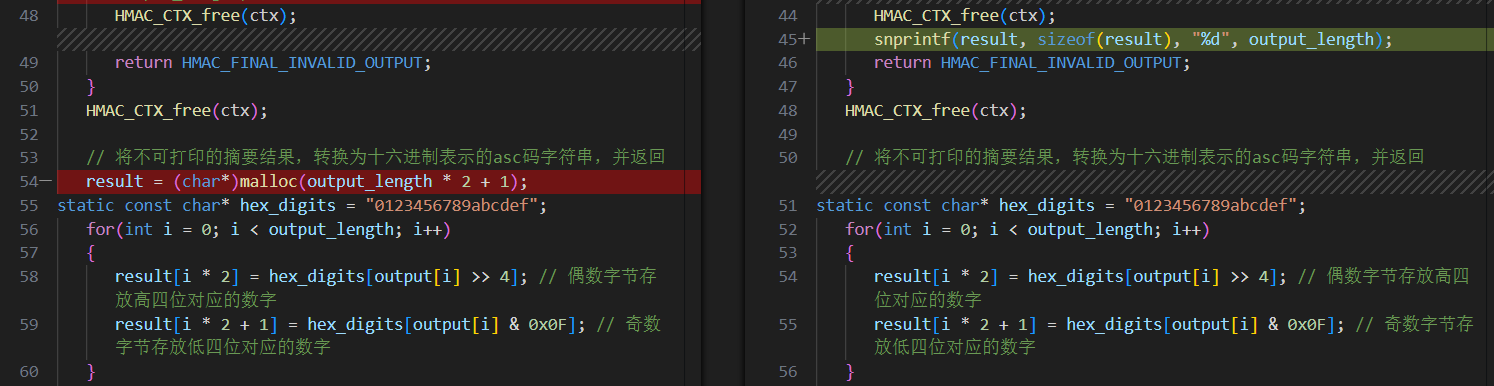 48 HMAC_CTX_free(ctx);
49 return HMAC_FINAL_INVALID_OUTPUT;
50 }
51 HMAC_CTX_free(ctx);
52
53 // 将不可打印的摘要结果，转换为十六进制表示的asc码字符串，并返回
54— result = (char*)malloc(output_length * 2 + 1);
55 static const char* hex_digits = "0123456789abcdef";
56 for(int i = 0; i < output_length; i++)
57 {
58 result[i * 2] = hex_digits[output[i] >> 4]; // 偶数字节存
放高四位对应的数字
59 result[i * 2 + 1] = hex_digits[output[i] & 0x0F]; // 奇数
字节存放低四位对应的数字
60 }
44 HMAC_CTX_free(ctx);
45+ snprintf(result, sizeof(result), "%d", output_length);
46 return HMAC_FINAL_INVALID_OUTPUT;
47 }
48 HMAC_CTX_free(ctx);
49
50 // 将不可打印的摘要结果，转换为十六进制表示的asc码字符串，并返回
51 static const char* hex_digits = "0123456789abcdef";
52 for(int i = 0; i < output_length; i++)
53 {
54 result[i * 2] = hex_digits[output[i] >> 4]; // 偶数字节存放高四
位对应的数字
55 result[i * 2 + 1] = hex_digits[output[i] & 0x0F]; // 奇数字节存
放低四位对应的数字
56 }